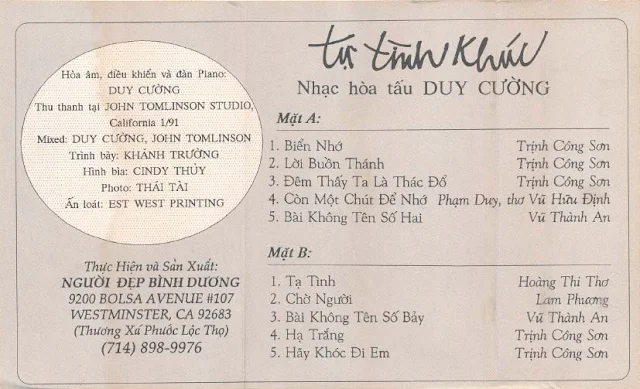 tự tình khúc
Nhạc hòa tấu DUY CƯỜNG
Hòa âm, điều khiển và đàn Piano:
DUY CƯỜNG
Thu thanh tại JOHN TOMLINSON STUDIO,
California 1/91
Mixed: DUY CƯỜNG, JOHN TOMLINSON
Trình bày: KHÁNH TRƯỜNG
Hình bìa: CINDY THỦY
Photo: THÁI TÀI
Ấn loát: EST WEST PRINTING
Thực Hiện và Sản Xuất:
NGƯỜI ĐẸP BÌNH DƯƠNG
9200 BOLSA AVENUE #107
WESTMINSTER, CA 92683
(Thương Xá Phước Lộc Thọ)
(714) 898-9976
Mặt A:
1. Biển Nhớ Trịnh Công Sơn
2. Lời Buồn Thánh Trịnh Công Sơn
3. Đêm Thấy Ta Là Thác Đổ Trịnh Công Sơn
4. Còn Một Chút Để Nhớ Phạm Duy, thơ Vũ Hữu Định
5. Bài Không Tên Số Hai Vũ Thành An
Mặt B:
1. Tạ Tình Hoàng Thi Thơ
2. Chờ Người Lam Phương
3. Bài Không Tên Số Bảy Vũ Thành An
4. Hạ Trắng Trịnh Công Sơn
5. Hãy Khóc Đi Em Trịnh Công Sơn